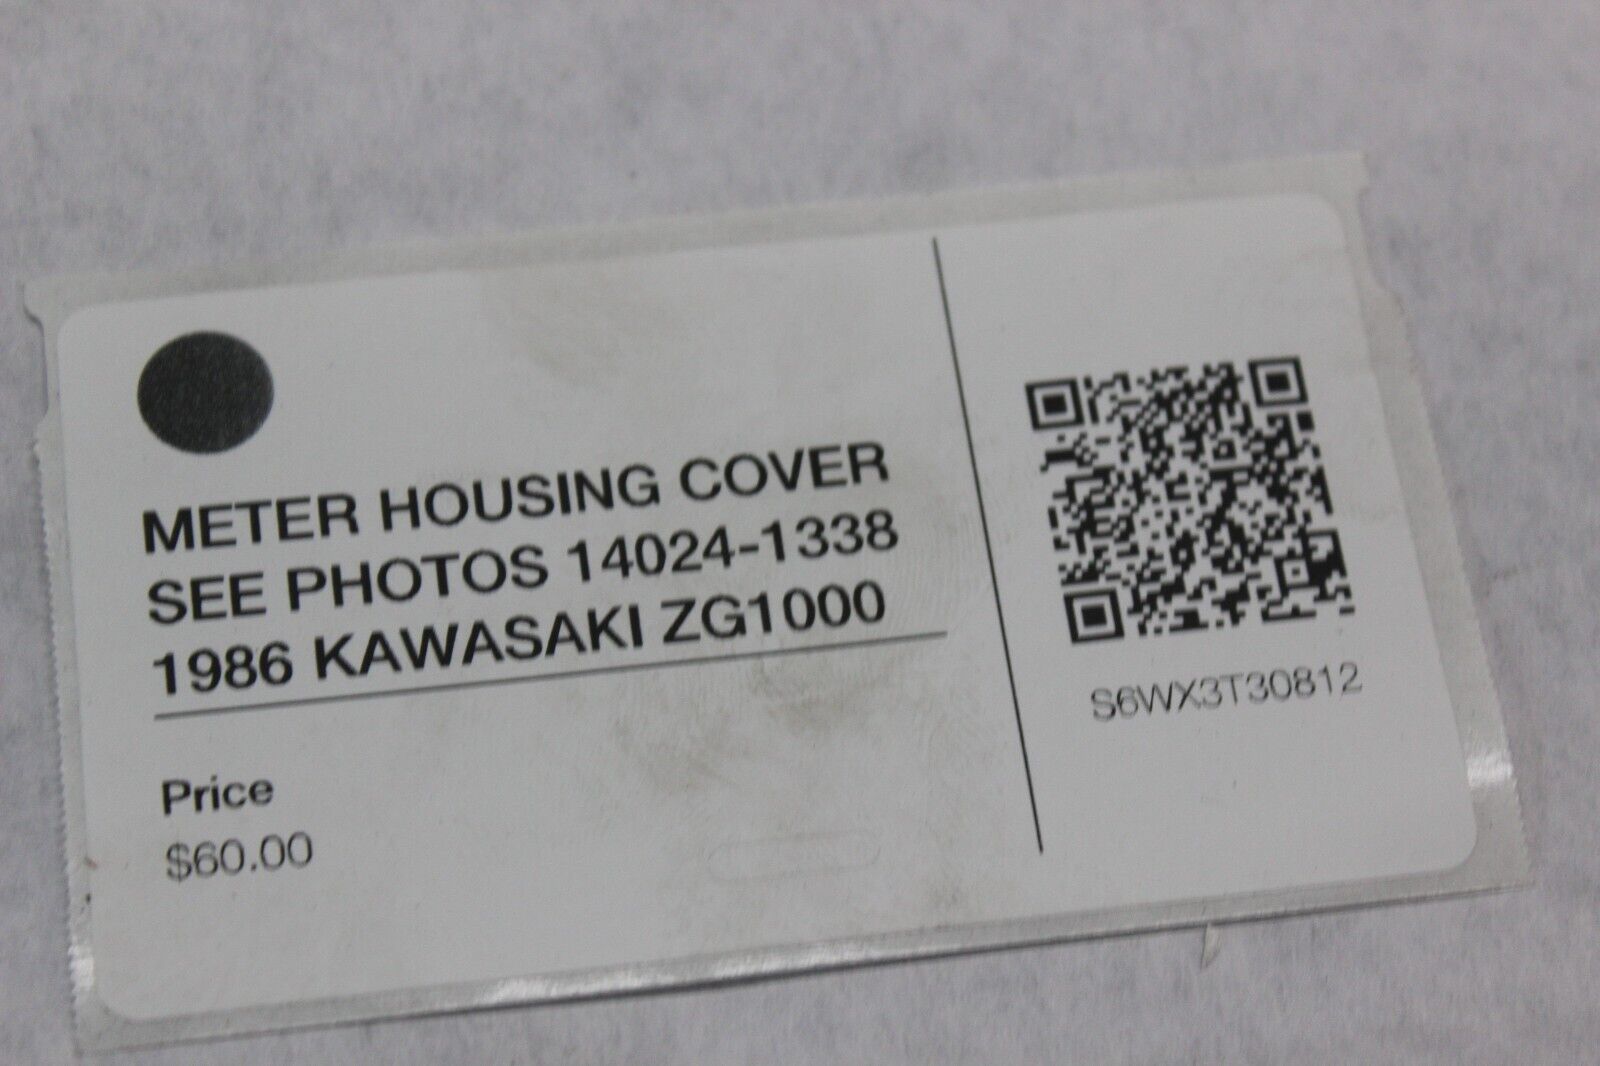 METER HOUSING COVER
SEE PHOTOS 14024-1338
1986 KAWASAKI ZG1000
Price
$60.00
S6WX3T30812